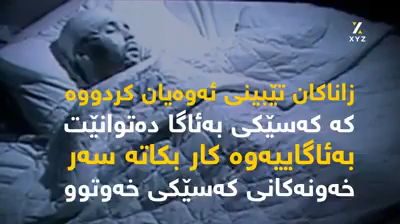 XYZ
زاناکان تێبینی ئەوەیان کردووە
کە کەسێکی بەئاگا دەتوانێت
بەئاگاییەوە کار بکاتە سەر
خەونەکانی کەسێکی خەوتوو